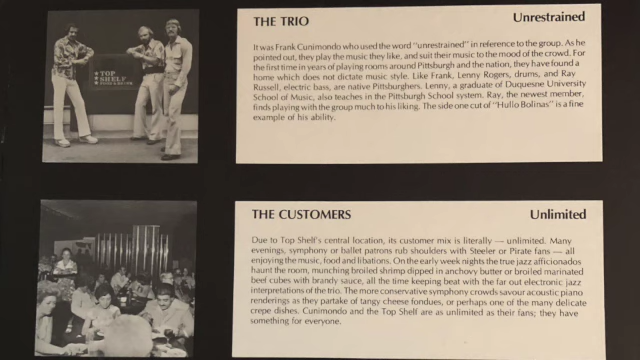 TOP
SHELF
THE TRIO
Unrestrained
It was Frank Cunimondo who used the word "unrestrained" in reference to the group. As he
pointed out, they play the music they like, and suit their music to the mood of the crowd. For
the first time in years of playing rooms around Pittsburgh and the nation, they have found a
home which does not dictate music style. Like Frank, Lenny Rogers, drums, and Ray
Russell, electric bass, are native Pittsburghers. Lenny, a graduate of Duquesne University
School of Music, also teaches in the Pittsburgh School system. Ray, the newest member,
finds playing with the group much to his liking. The side one cut of "Hullo Bolinas" is a fine
example of his ability.
THE CUSTOMERS
Unlimited
Due to Top Shelf's central location, its customer mix is literally — unlimited. Many
evenings, symphony or ballet patrons rub shoulders with Steeler or Pirate fans — all
enjoying the music, food and libations. On the early week nights the true jazz afficionados
haunt the room, munching broiled shrimp dipped in anchovy butter or broiled marinated
beef cubes with brandy sauce, all the time keeping beat with the far out electronic jazz
interpretations of the trio. The more conservative symphony crowds savour acoustic piano
renderings as they partake of tangy cheese fondues, or perhaps one of the many delicate
crepe dishes. Cunimondo and the Top Shelf are as unlimited as their fans; they have
something for everyone.